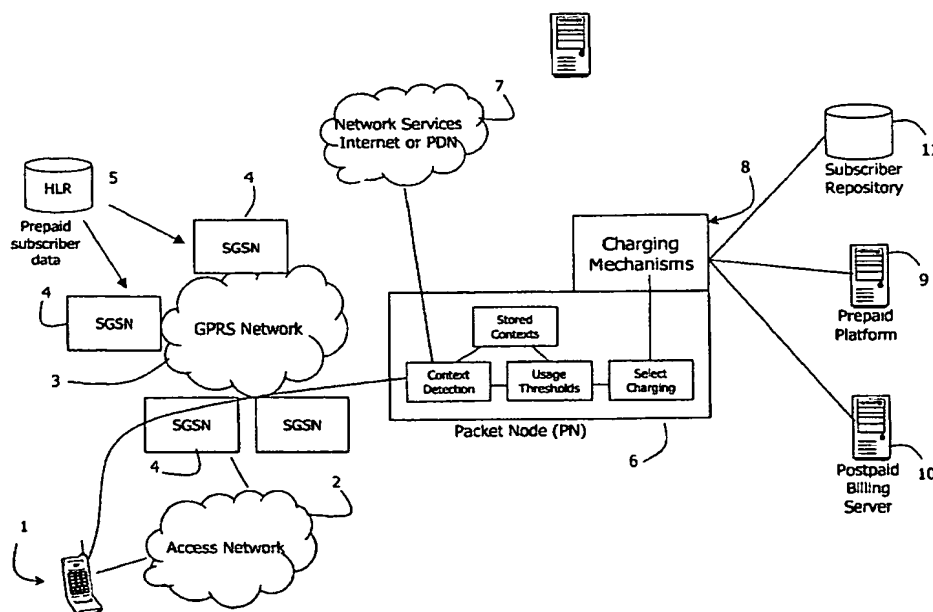 7
Network Services
Internet or PDN
HLR
5
Prepaid
subscriber
data
4
SGSN
4
SGSN
GPRS Network
3
8
Charging
Mechanisms
11
Subscriber
Repository
9
Prepaid
Platform
Stored
Contexts
Context
Detection
Usage
Thresholds
Select
Charging
Packet Node (PN)
6
SGSN
SGSN
4
2
Access Network
1
10
Postpaid
Billing
Server